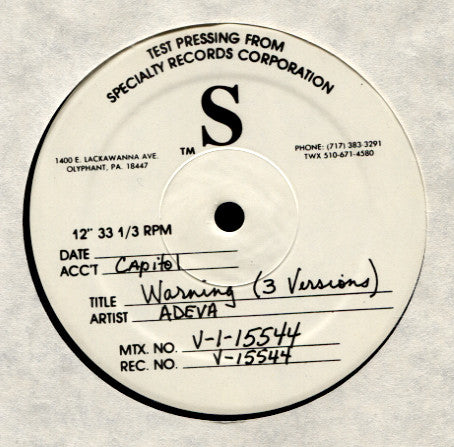 TEST PRESSING FROM
SPECIALTY RECORDS CORPORATION
S
TM
1400 E. LACKAWANNA AVE.
OLYPHANT, PA. 18447
PHONE: (717) 383-3291
TWX 510-671-4580
12" 33 1/3 RPM
DATE
ACC'T Capitol
TITLE Warning (3 Versions)
ARTIST ADEVA
MTX. NO. V-1-15544
REC. NO. V-15544